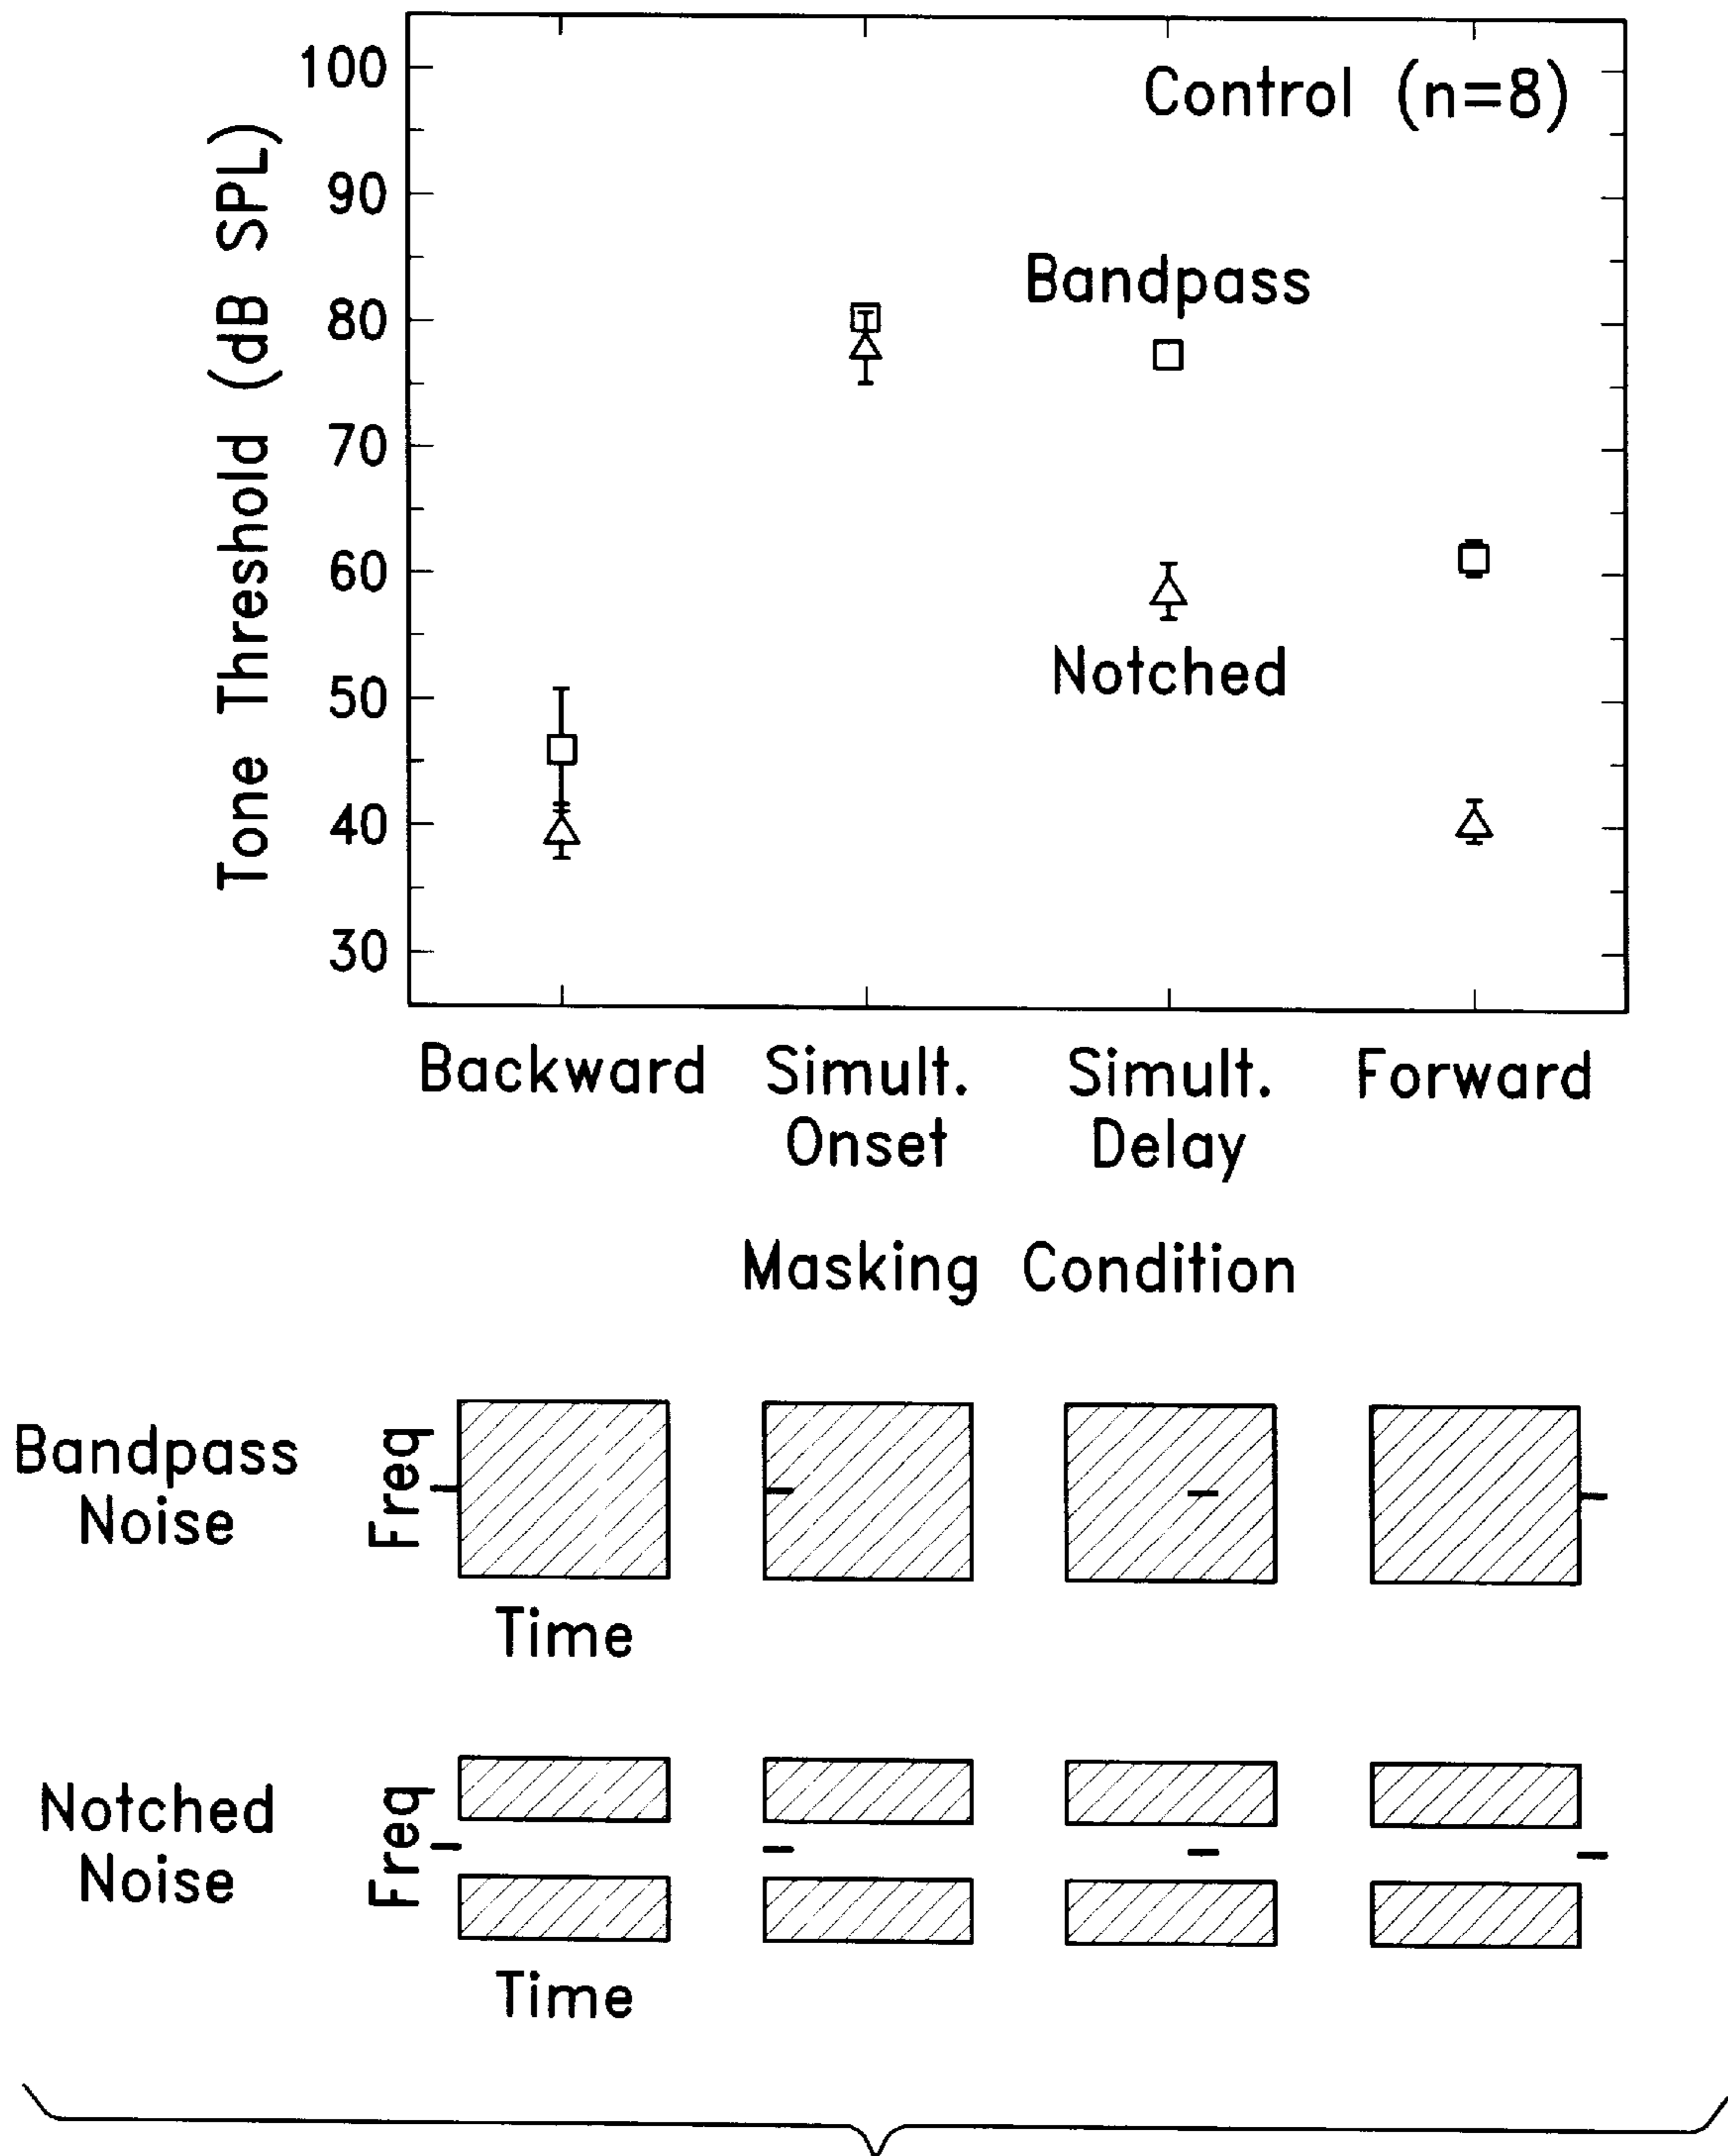 Control (n=8)
Tone Threshold (dB SPL)
100
90
80
70
60
50
40
30
Bandpass
Notched
Backward
Simult.
Onset
Simult.
Delay
Forward
Masking Condition
Bandpass
Noise
Freq
Time
Notched
Noise
Freq
Time